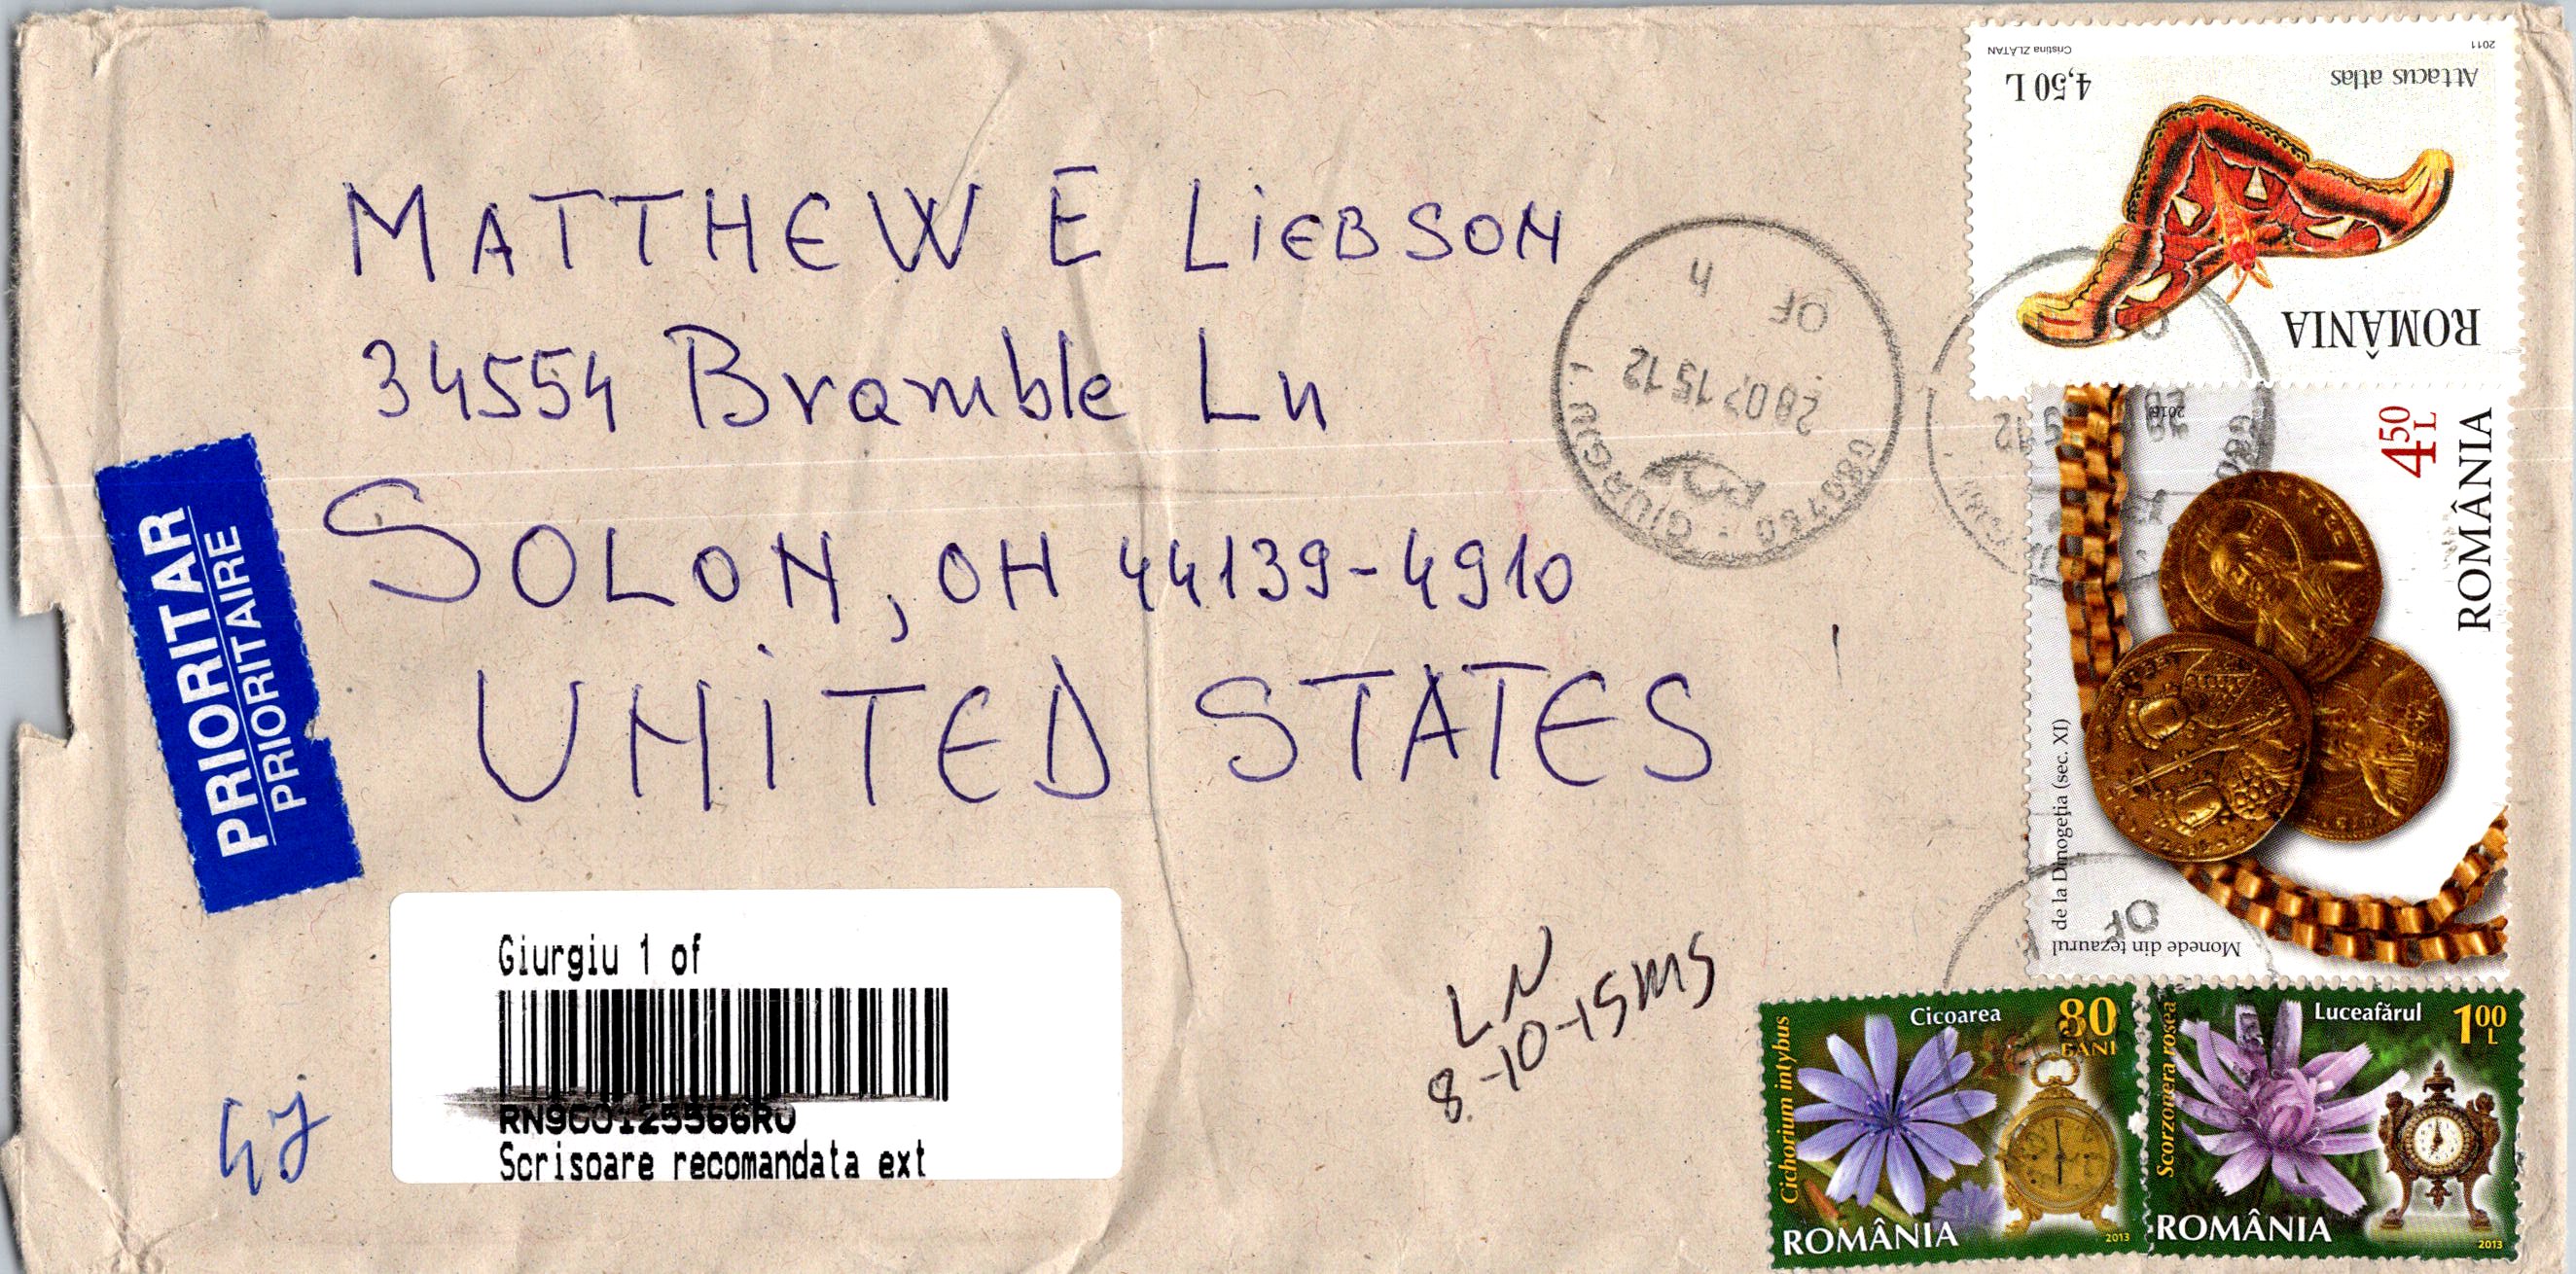 MATTHEW E LiEBSON
34554 Bramble Ln
SOLON, OH 44139-4910
UNiTED STATES
PRIORITAR
PRIORITAIRE
Giurgiu 1 of
Scrisoare recomandata ext
LN
8-10-15MS
GIURGIU 1
080480
28 07 15 12
OF
Cristina ZLĂTAN
2011
4,50 L
Attacus atlas
ROMÂNIA
4 50 L
ROMÂNIA
Monede din tezaurul
de la Dinogeția (sec. XI)
OF
Cichorium intybus
Cicoarea
80
BANI
ROMÂNIA
2013
Scorzonera rosea
Luceafărul
1 00 L
ROMÂNIA
2013